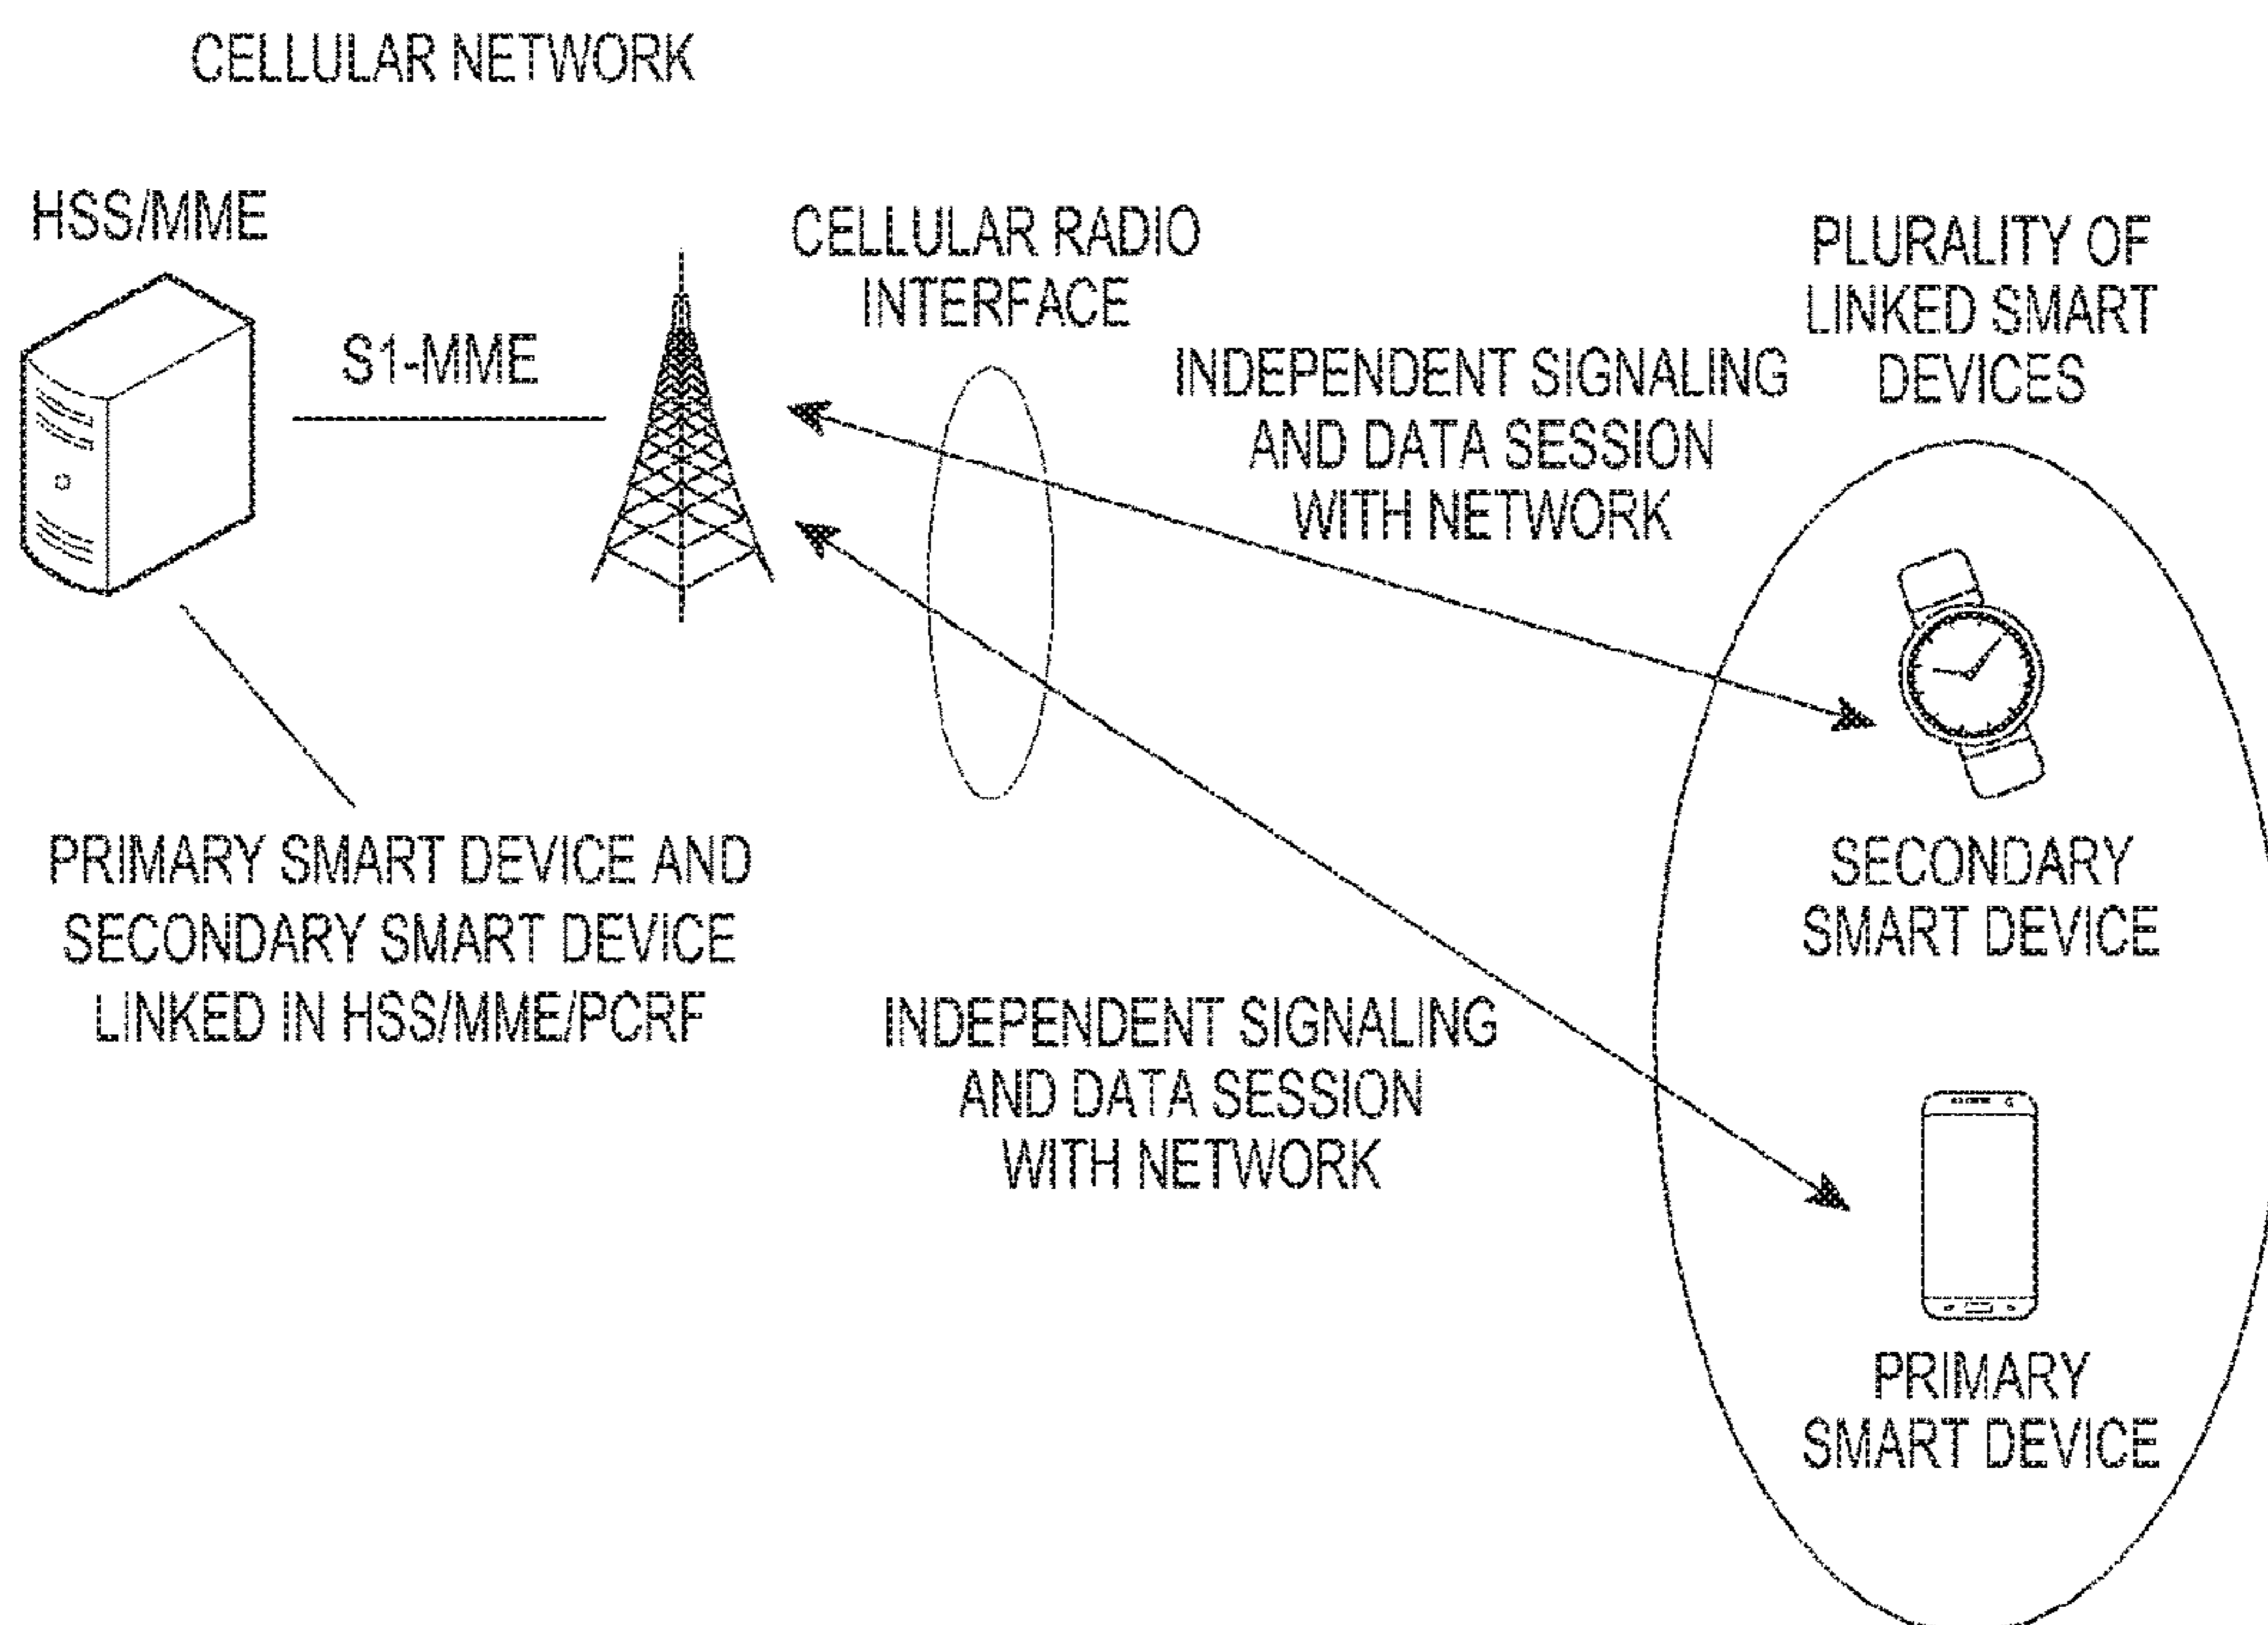 CELLULAR NETWORK
HSS/MME
S1-MME
CELLULAR RADIO
INTERFACE
INDEPENDENT SIGNALING
AND DATA SESSION
WITH NETWORK
PLURALITY OF
LINKED SMART
DEVICES
SECONDARY
SMART DEVICE
PRIMARY SMART DEVICE AND
SECONDARY SMART DEVICE
LINKED IN HSS/MME/PCRF
INDEPENDENT SIGNALING
AND DATA SESSION
WITH NETWORK
PRIMARY
SMART DEVICE